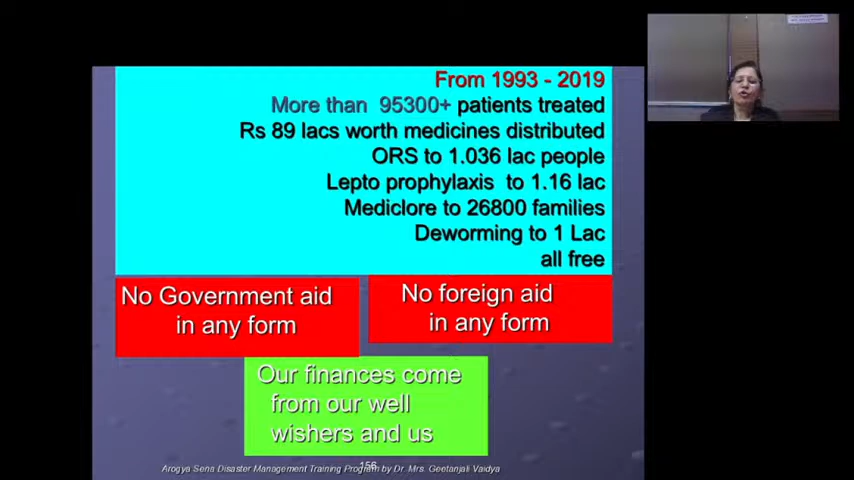 From 1993 - 2019
More than 95300+ patients treated
Rs 89 lacs worth medicines distributed
ORS to 1.036 lac people
Lepto prophylaxis to 1.16 lac
Mediclore to 26800 families
Deworming to 1 Lac
all free
No Government aid
in any form
No foreign aid
in any form
Our finances come
from our well
wishers and us
156
Arogya Sena Disaster Management Training Program by Dr. Mrs. Geetanjali Vaidya